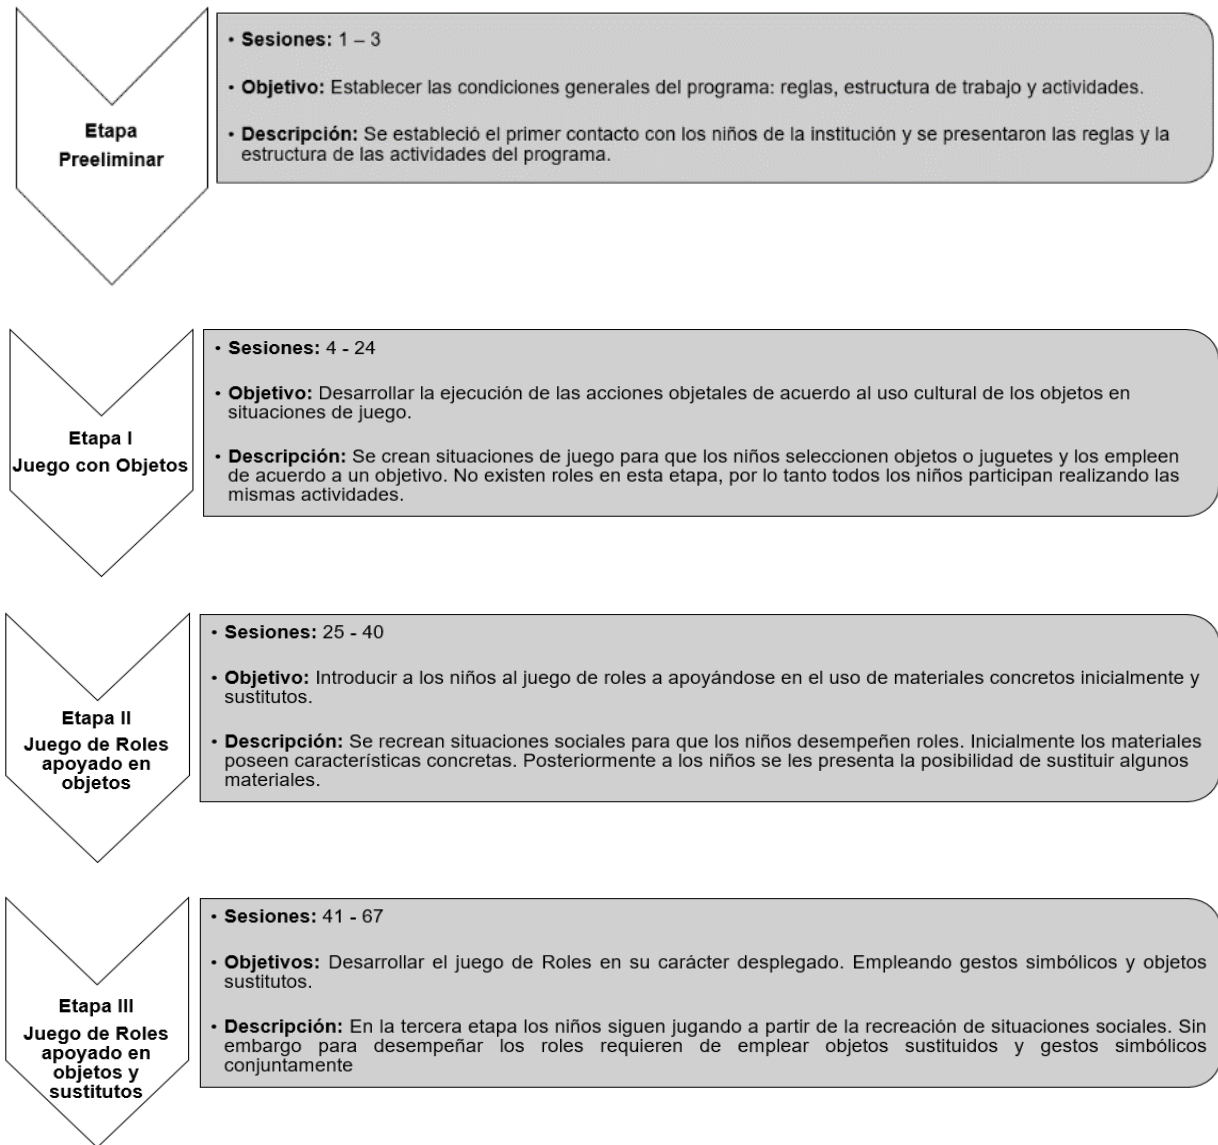 Etapa
Preeliminar
• Sesiones: 1 – 3
• Objetivo: Establecer las condiciones generales del programa: reglas, estructura de trabajo y actividades.
• Descripción: Se estableció el primer contacto con los niños de la institución y se presentaron las reglas y la
estructura de las actividades del programa.
Etapa I
Juego con Objetos
• Sesiones: 4 - 24
• Objetivo: Desarrollar la ejecución de las acciones objetales de acuerdo al uso cultural de los objetos en
situaciones de juego.
• Descripción: Se crean situaciones de juego para que los niños seleccionen objetos o juguetes y los empleen
de acuerdo a un objetivo. No existen roles en esta etapa, por lo tanto todos los niños participan realizando las
mismas actividades.
Etapa II
Juego de Roles
apoyado en
objetos
• Sesiones: 25 - 40
• Objetivo: Introducir a los niños al juego de roles a apoyándose en el uso de materiales concretos inicialmente y
sustitutos.
• Descripción: Se recrean situaciones sociales para que los niños desempeñen roles. Inicialmente los materiales
poseen características concretas. Posteriormente a los niños se les presenta la posibilidad de sustituir algunos
materiales.
Etapa III
Juego de Roles
apoyado en
objetos y
sustitutos
• Sesiones: 41 - 67
• Objetivos: Desarrollar el juego de Roles en su carácter desplegado. Empleando gestos simbólicos y objetos
sustitutos.
• Descripción: En la tercera etapa los niños siguen jugando a partir de la recreación de situaciones sociales. Sin
embargo para desempeñar los roles requieren de emplear objetos sustituidos y gestos simbólicos
conjuntamente